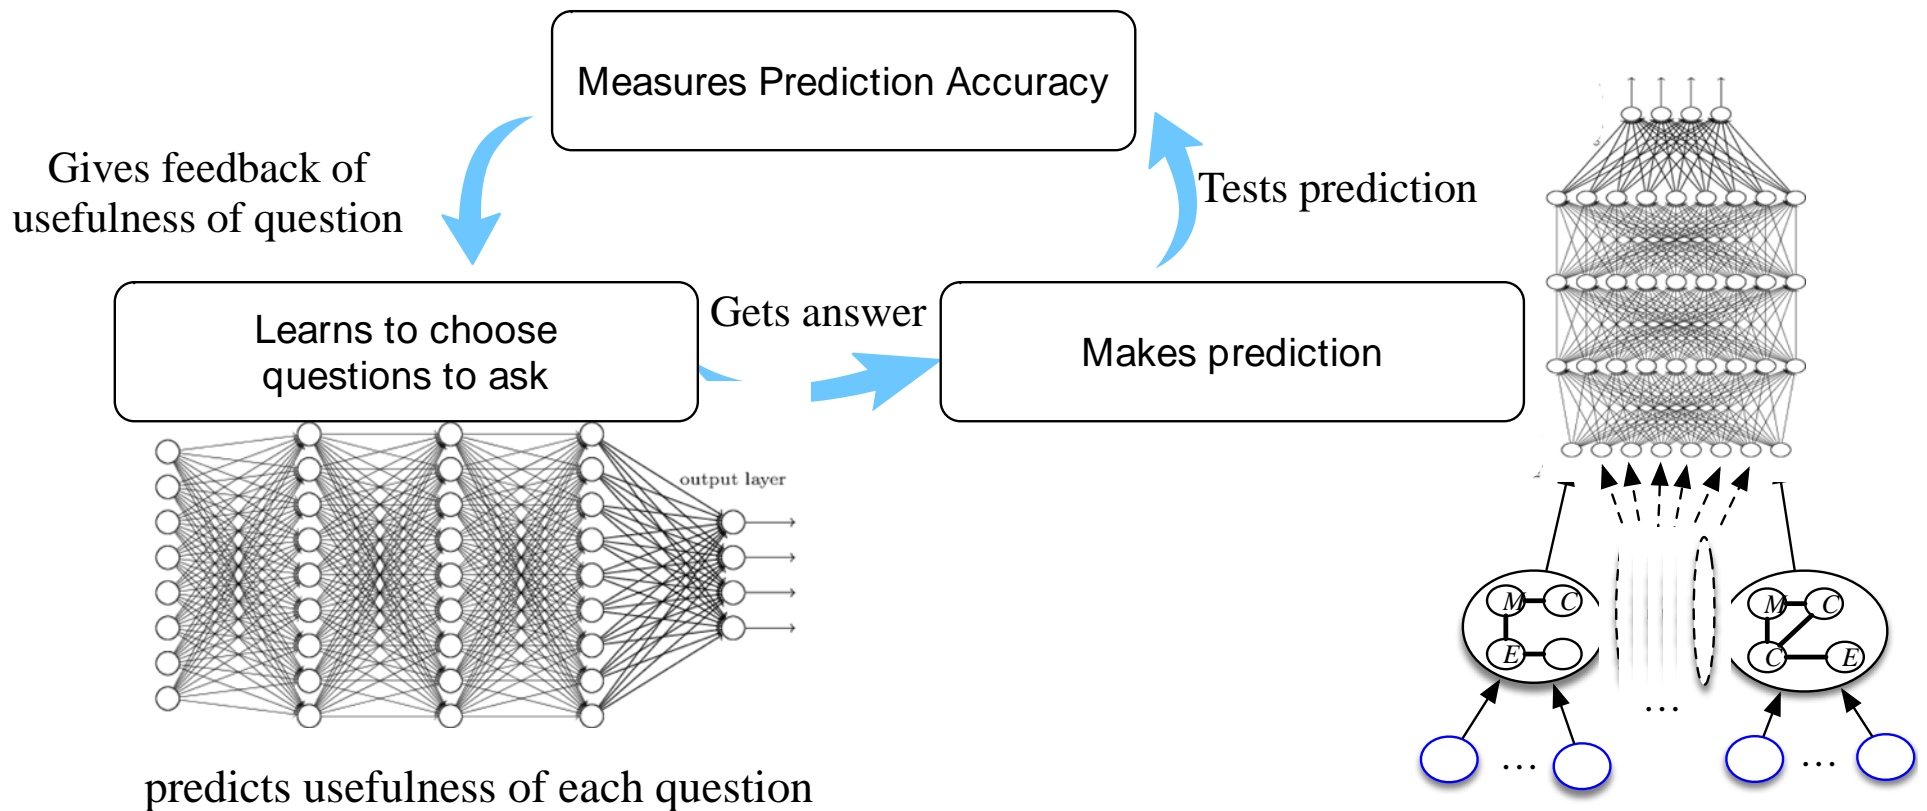 Measures Prediction Accuracy
Gives feedback of
usefulness of question
Tests prediction
Learns to choose
questions to ask
Gets answer
Makes prediction
output layer
M C
E
...
M C
C E
... ...
predicts usefulness of each question